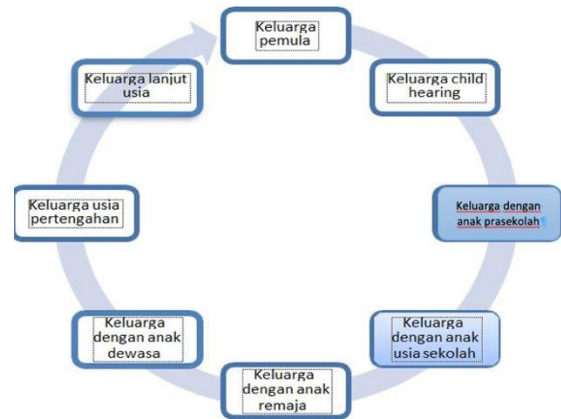 Keluarga
pemula
Keluarga child
hearing
Keluarga dengan
anak prasekolah¶
Keluarga
dengan anak
usia sekolah
Keluarga
dengan anak
remaja
Keluarga
dengan anak
dewasa
Keluarga usia
pertengahan
Keluarga lanjut
usia